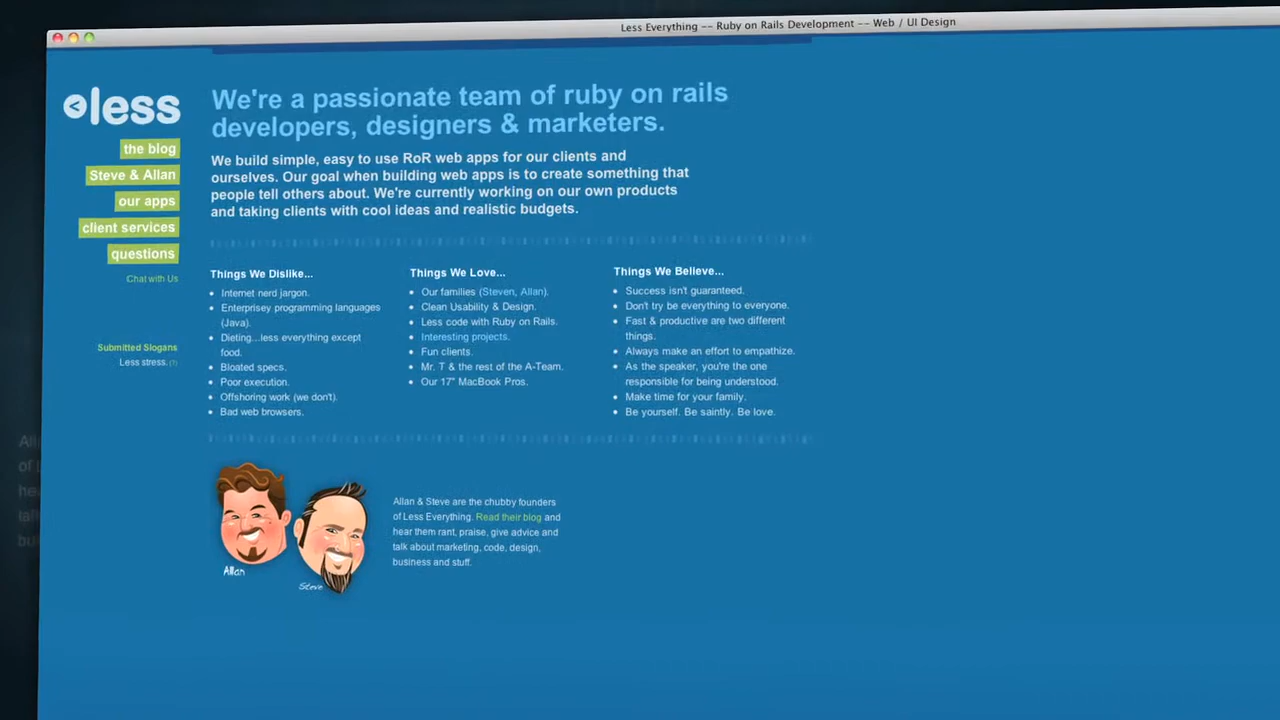 Less Everything -- Ruby on Rails Development -- Web / UI Design
less
the blog
Steve & Allan
our apps
client services
questions
Chat with Us
Submitted Slogans
Less stress. (?)
We're a passionate team of ruby on rails
developers, designers & marketers.
We build simple, easy to use RoR web apps for our clients and
ourselves. Our goal when building web apps is to create something that
people tell others about. We're currently working on our own products
and taking clients with cool ideas and realistic budgets.
Things We Dislike...
Internet nerd jargon.
Enterprisey programming languages
(Java).
Dieting...less everything except
food.
Bloated specs.
Poor execution.
Offshoring work (we don't).
Bad web browsers.
Things We Love...
Our families (Steven, Allan).
Clean Usability & Design.
Less code with Ruby on Rails.
Interesting projects.
Fun clients.
Mr. T & the rest of the A-Team.
Our 17" MacBook Pros.
Things We Believe...
Success isn't guaranteed.
Don't try be everything to everyone.
Fast & productive are two different
things.
Always make an effort to empathize.
As the speaker, you're the one
responsible for being understood.
Make time for your family.
Be yourself. Be saintly. Be love.
Allan
Steve
Allan & Steve are the chubby founders
of Less Everything. Read their blog and
hear them rant, praise, give advice and
talk about marketing, code, design,
business and stuff.